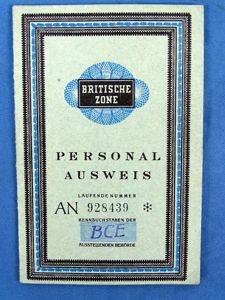 BRITISCHE
ZONE
PERSONAL
AUSWEIS
LAUFENDE NUMMER
AN 928439 *
KENNBUCHSTABEN DER
BCE
AUSSTELLENDEN BEHÖRDE